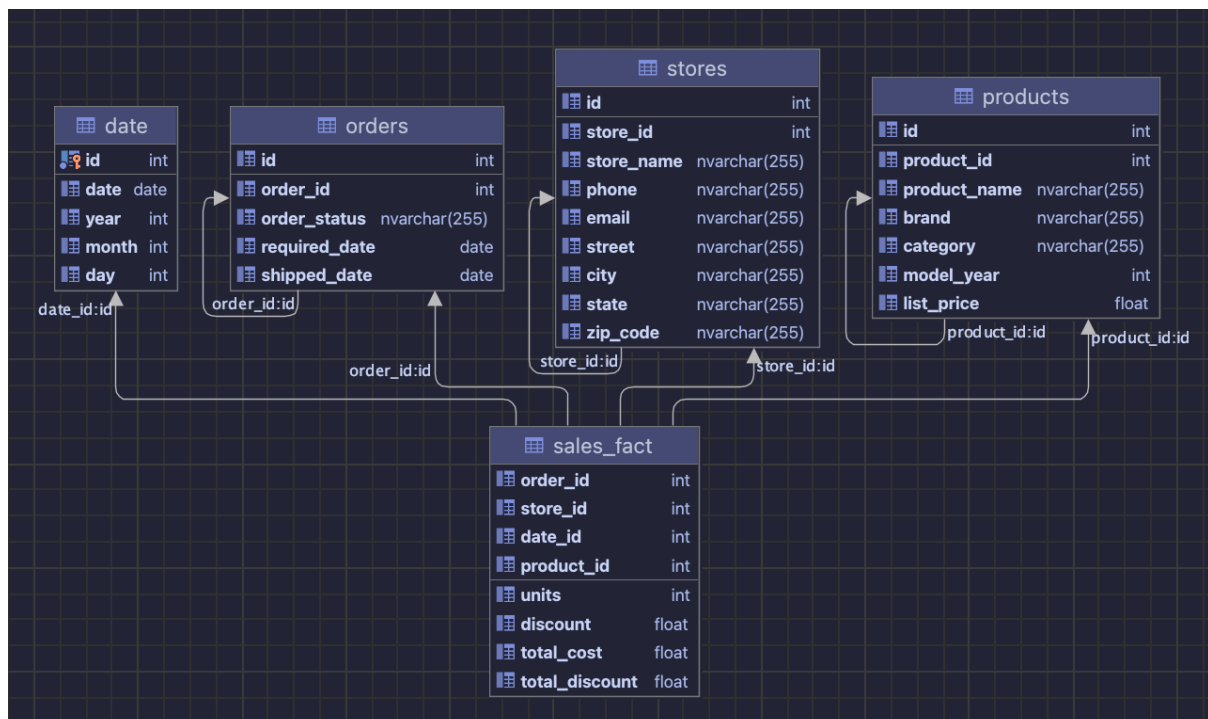 date
id int
date date
year int
month int
day int
date_id:id
orders
id int
order_id int
order_status nvarchar(255)
required_date date
shipped_date date
order_id:id
order_id:id
stores
id int
store_id int
store_name nvarchar(255)
phone nvarchar(255)
email nvarchar(255)
street nvarchar(255)
city nvarchar(255)
state nvarchar(255)
zip_code nvarchar(255)
store_id:id
store_id:id
products
id int
product_id int
product_name nvarchar(255)
brand nvarchar(255)
category nvarchar(255)
model_year int
list_price float
product_id:id
product_id:id
sales_fact
order_id int
store_id int
date_id int
product_id int
units int
discount float
total_cost float
total_discount float